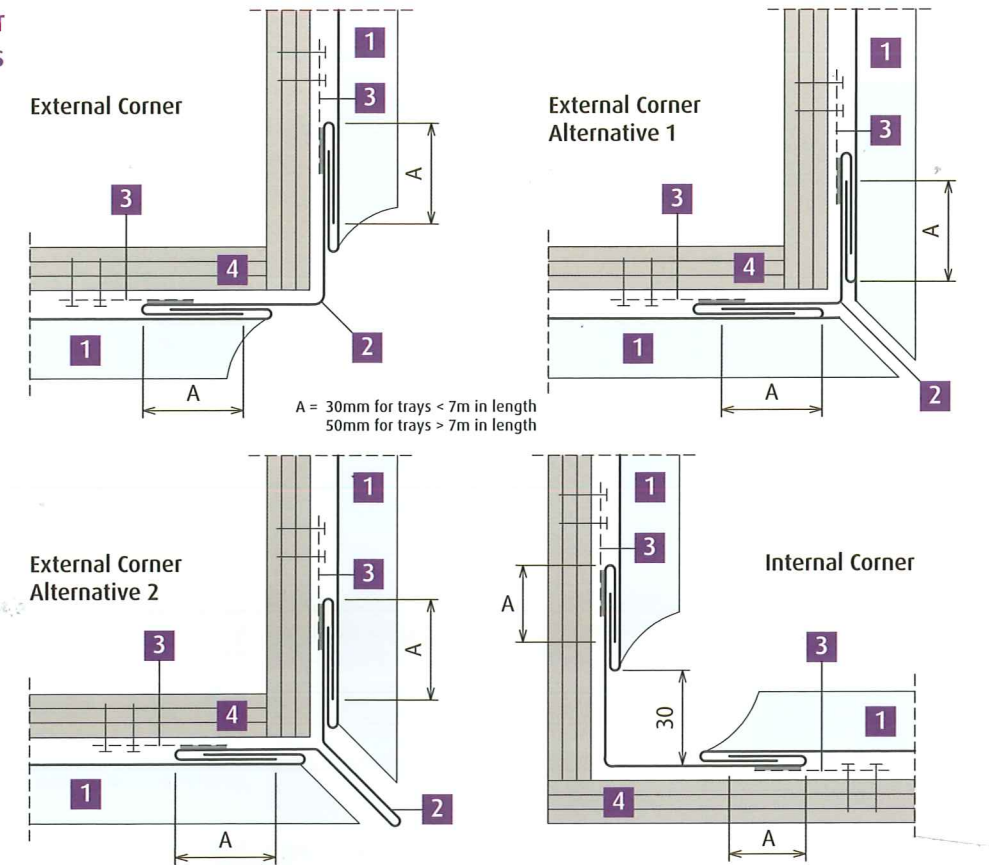 External Corner
1
3
A
3
4
1
2
A
External Corner
Alternative 1
1
3
A
3
4
1
2
A
A = 30mm for trays < 7m in length
50mm for trays > 7m in length
External Corner
Alternative 2
1
3
A
3
4
1
2
A
Internal Corner
1
3
A
3
30
1
4
A